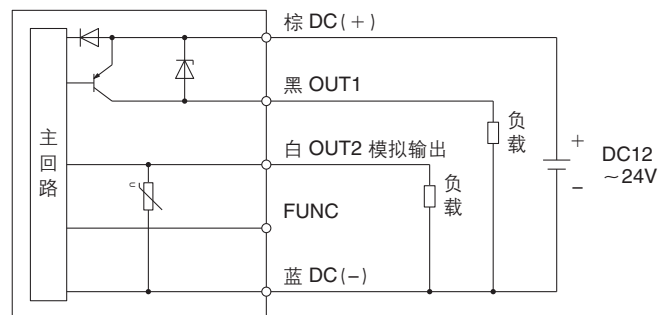 棕 DC(+)
黑 OUT1
负载
主回路
白 OUT2 模拟输出
+
DC12
~24V
负载
−
U
FUNC
蓝 DC(−)